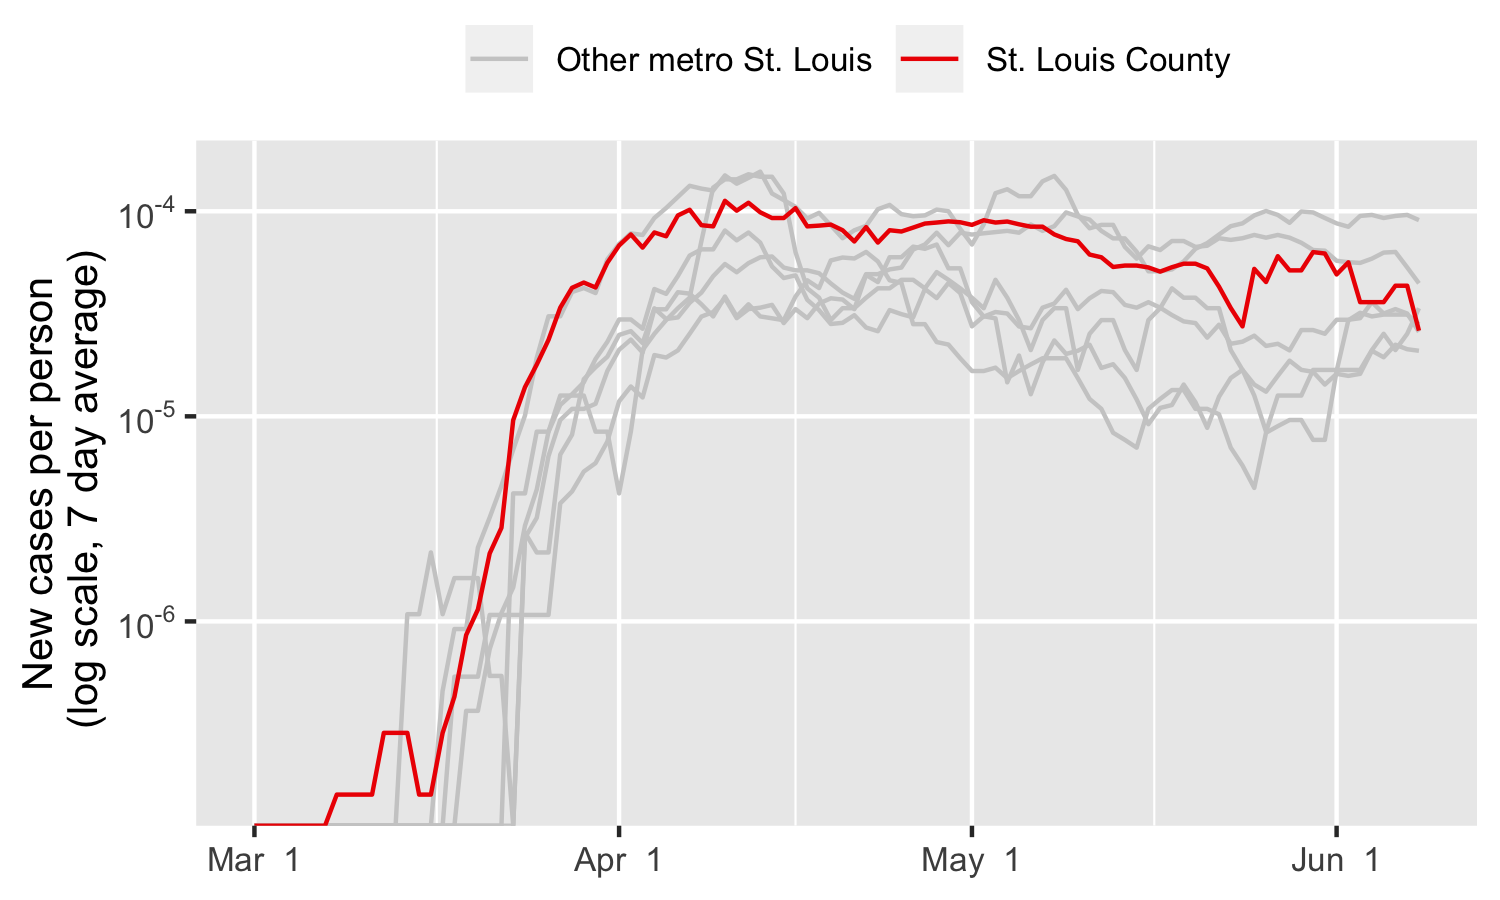 Other metro St. Louis
St. Louis County
New cases per person
(log scale, 7 day average)
10-4
10-5
10-6
Mar 1
Apr 1
May 1
Jun 1